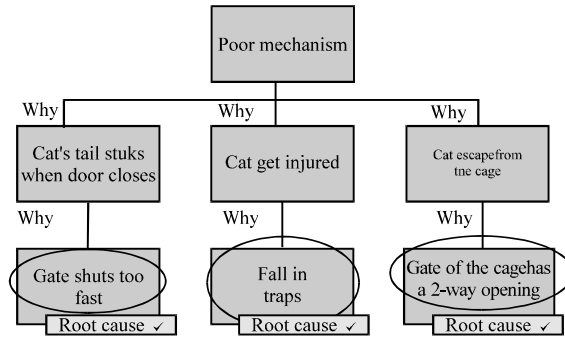 Poor mechanism
Why
Why
Why
Cat's tail stuks
when door closes
Cat get injured
Cat escapefrom
tne cage
Why
Why
Why
Gate shuts too
fast
Fall in
traps
Gate of the cagehas
a 2-way opening
Root cause ✓
Root cause ✓
Root cause ✓